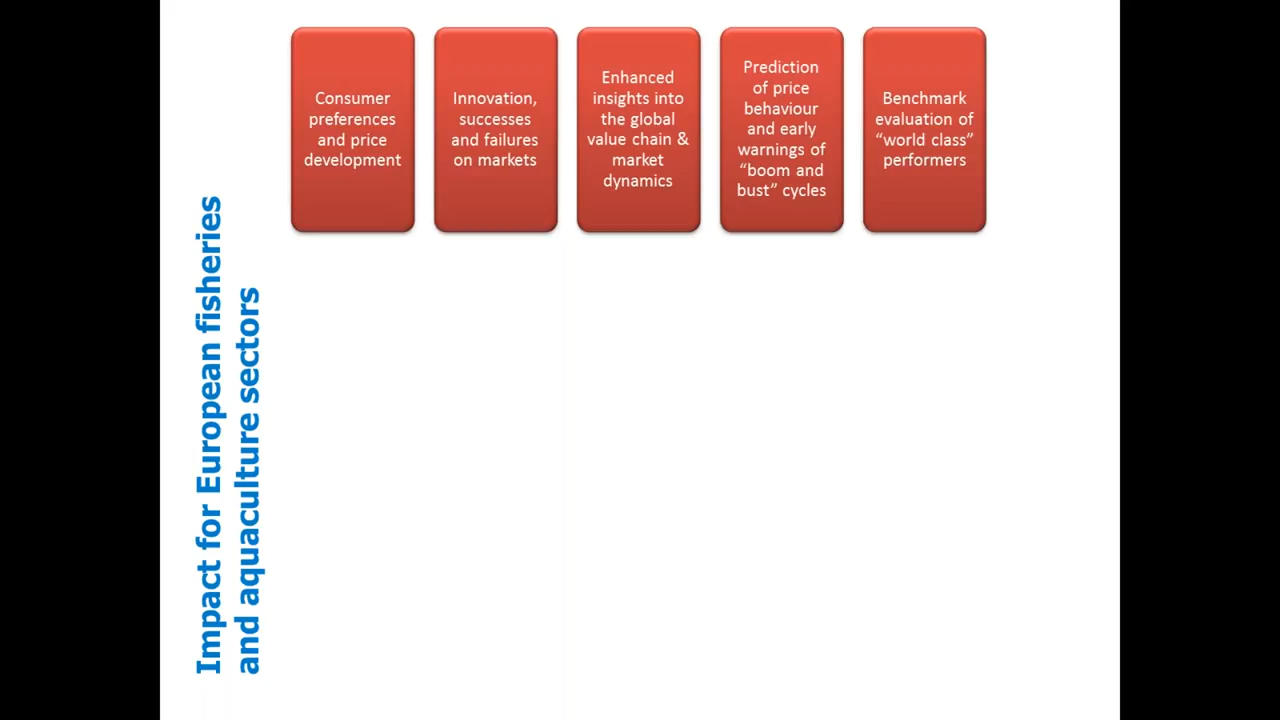 Impact for European fisheries
and aquaculture sectors
Consumer
preferences
and price
development
Innovation,
successes
and failures
on markets
Enhanced
insights into
the global
value chain &
market
dynamics
Prediction
of price
behaviour
and early
warnings of
“boom and
bust” cycles
Benchmark
evaluation of
“world class”
performers